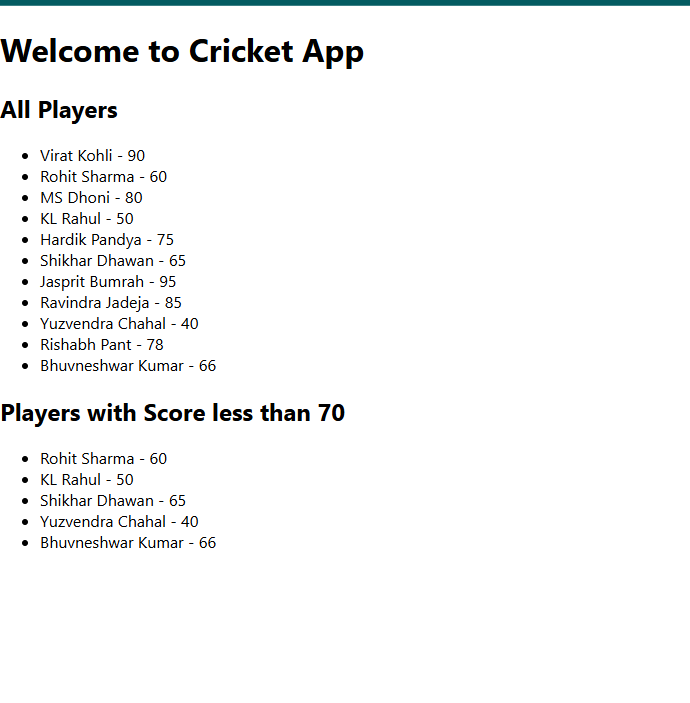 Welcome to Cricket App
All Players
Virat Kohli - 90
Rohit Sharma - 60
MS Dhoni - 80
KL Rahul - 50
Hardik Pandya - 75
Shikhar Dhawan - 65
Jasprit Bumrah - 95
Ravindra Jadeja - 85
Yuzvendra Chahal - 40
Rishabh Pant - 78
Bhuvneshwar Kumar - 66
Players with Score less than 70
Rohit Sharma - 60
KL Rahul - 50
Shikhar Dhawan - 65
Yuzvendra Chahal - 40
Bhuvneshwar Kumar - 66